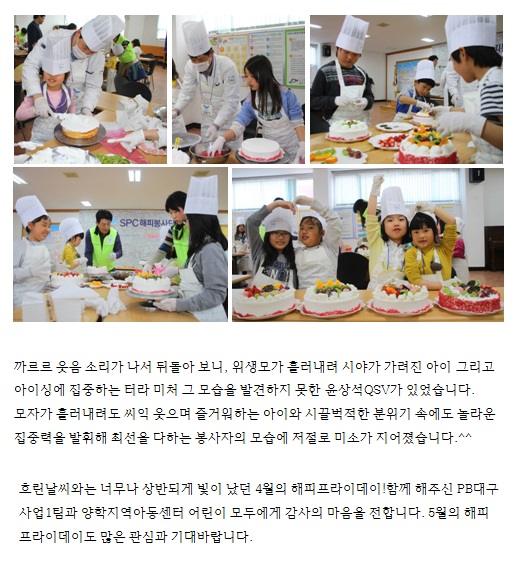 SPC해피봉사단
까르르 웃음 소리가 나서 뒤돌아 보니, 위생모가 흘러내려 시야가 가려진 아이 그리고
아이싱에 집중하는 터라 미처 그 모습을 발견하지 못한 윤상석QSV가 있었습니다.
모자가 흘러내려도 씨익 웃으며 즐거워하는 아이와 시끌벅적한 분위기 속에도 놀라운
집중력을 발휘해 최선을 다하는 봉사자의 모습에 저절로 미소가 지어졌습니다.^^
흐린날씨와는 너무나 상반되게 빛이 났던 4월의 해피프라이데이!함께 해주신 PB대구
사업1팀과 양학지역아동센터 어린이 모두에게 감사의 마음을 전합니다. 5월의 해피
프라이데이도 많은 관심과 기대바랍니다.